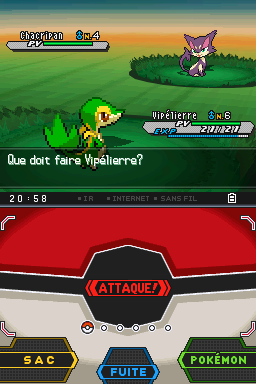 Chacripan ♂ N.4
PV
Vipélierre ♂ N.6
PV
EXP 21/21
Que doit faire Vipélierre?
20:58 IR INTERNET SANS FIL
ATTAQUE!
SAC
FUITE
POKÉMON